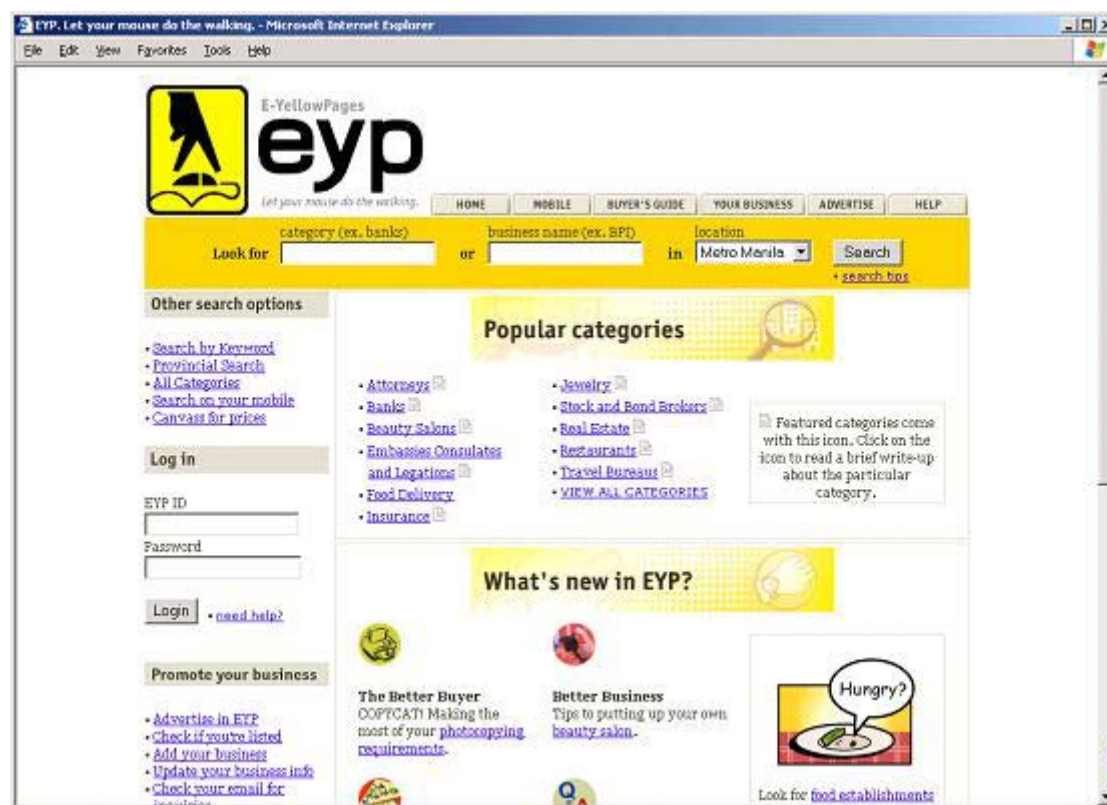 EYP. Let your mouse do the walking. - Microsoft Internet Explorer
File Edit View Favorites Tools Help
E-YellowPages
eyp
Let your mouse do the walking.
HOME MOBILE BUYER'S GUIDE YOUR BUSINESS ADVERTISE HELP
category (ex. banks) business name (ex. BPI) location
Look for or in Metro Manila Search
• search tips
Other search options
• Search by Keyword
• Provincial Search
• All Categories
• Search on your mobile
• Canvass for prices
Log in
EYP ID
Password
Login • need help?
Promote your business
• Advertise in EYP
• Check if you're listed
• Add your business
• Update your business info
• Check your email for
inquiries
Popular categories
• Attorneys
• Banks
• Beauty Salons
• Embassies Consulates
and Legations
• Food Delivery
• Insurance
• Jewelry
• Stock and Bond Brokers
• Real Estate
• Restaurants
• Travel Bureaus
• VIEW ALL CATEGORIES
Featured categories come
with this icon. Click on the
icon to read a brief write-up
about the particular
category.
What's new in EYP?
The Better Buyer
COPYCAT! Making the
most of your photocopying
requirements.
Better Business
Tips to putting up your own
beauty salon.
Q
A
Hungry?
Look for food establishments